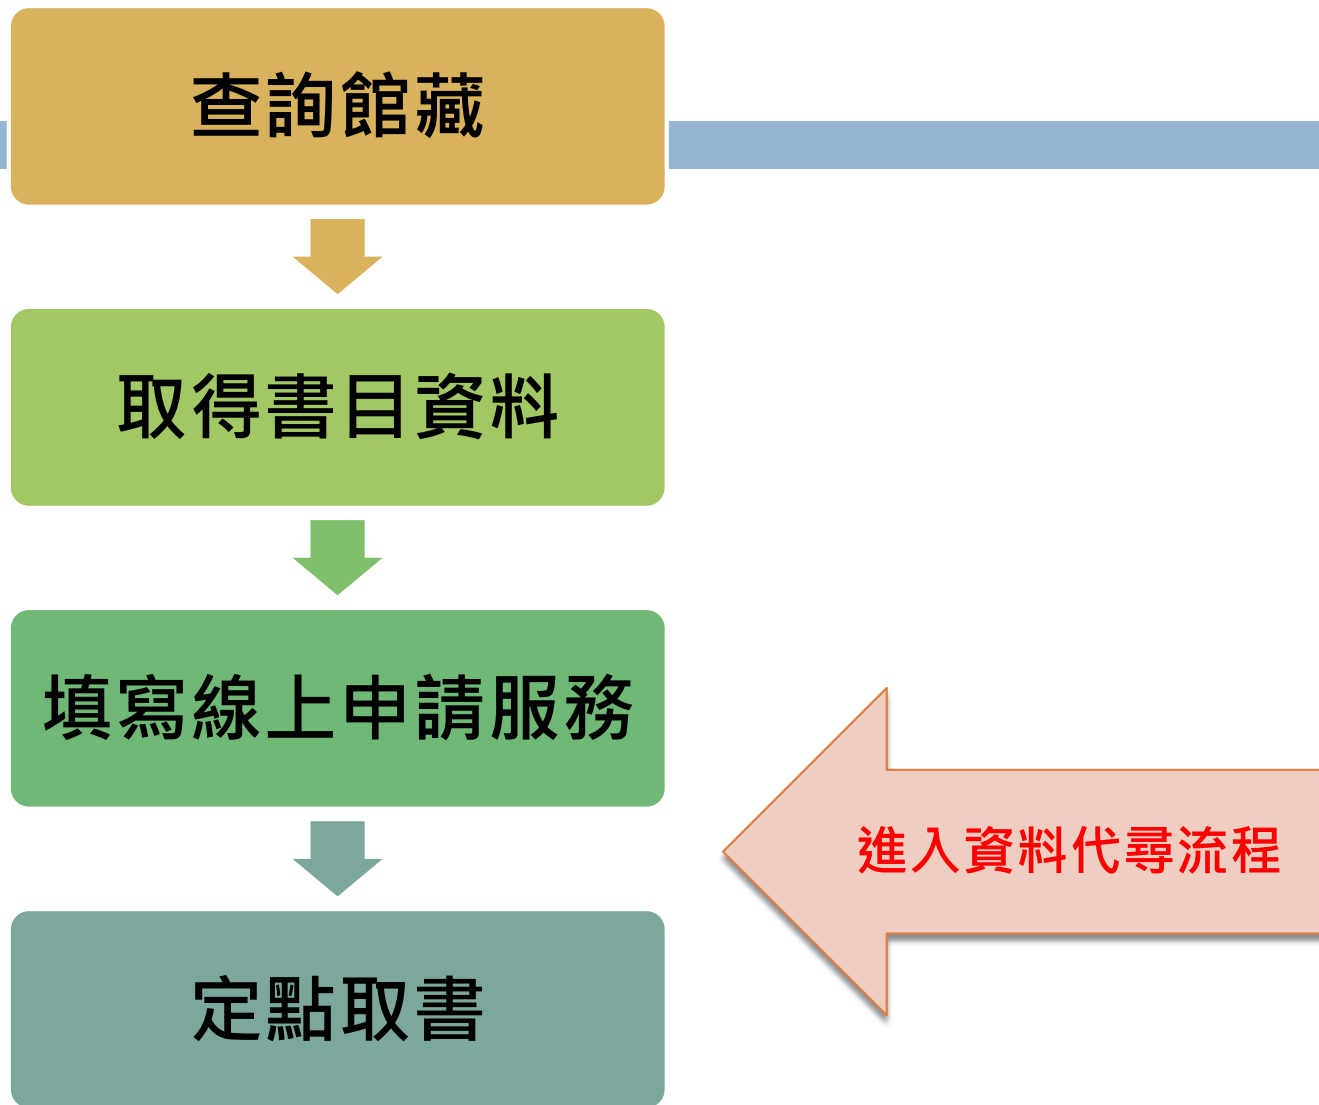 查詢館藏
取得書目資料
填寫線上申請服務
進入資料代尋流程
定點取書